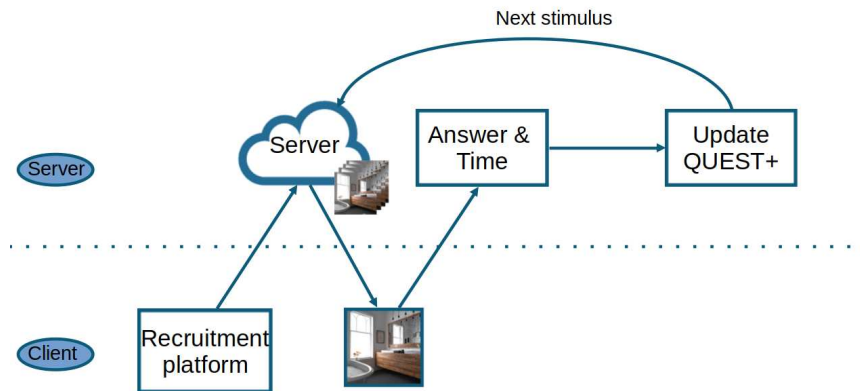 Next stimulus
Server
Answer &
Time
Update
QUEST+
Server
Client
Recruitment
platform